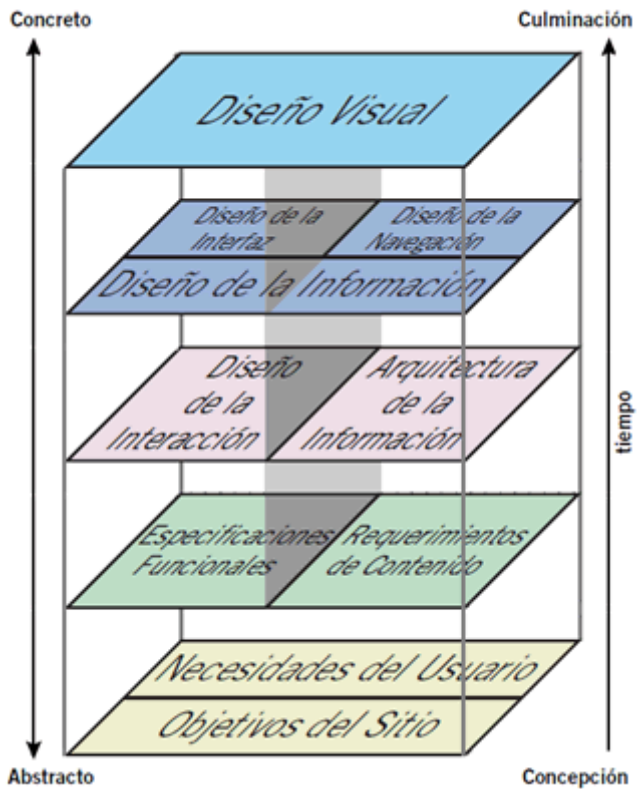 Concreto
Culminación
Diseño Visual
Diseño de la
Interfaz
Diseño de la
Navegación
Diseño de la Información
Diseño
de la
Interacción
Arquitectura
de la
Información
tiempo
Especificaciones
Funcionales
Requerimientos
de Contenido
Necesidades del Usuario
Objetivos del Sitio
Abstracto
Concepción